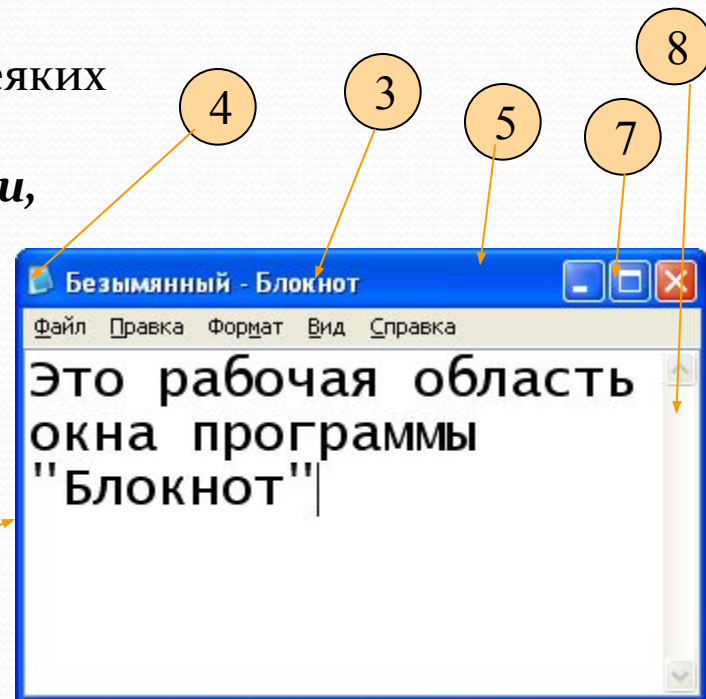 8
4
3
5
7
и,
Безымянный - Блокнот
Файл Правка Формат Вид Справка
Это рабочая область
окна программы
"Блокнот"